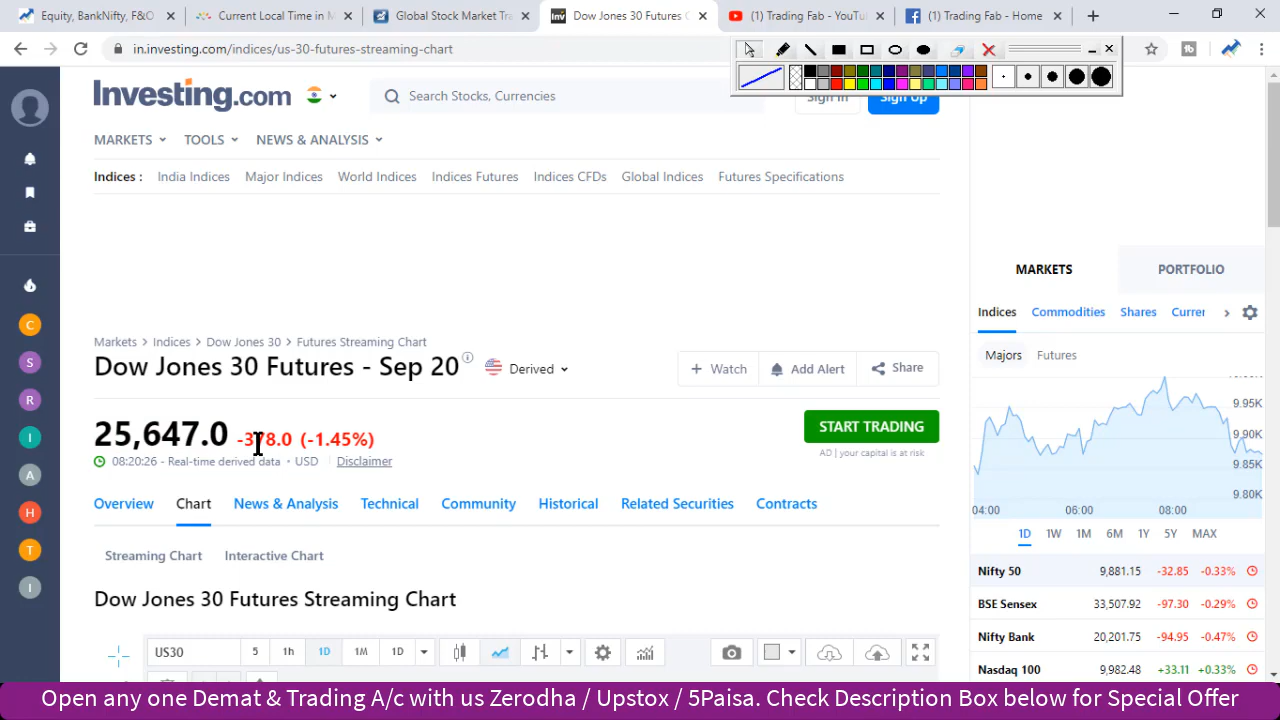 Equity, BankNifty, F&O
Current Local Time in M
Global Stock Market Tra
Dow Jones 30 Futures C
(1) Trading Fab - YouTu
(1) Trading Fab - Home
in.investing.com/indices/us-30-futures-streaming-chart
Investing.com
Search Stocks, Currencies
Sign In
Sign Up
MARKETS
TOOLS
NEWS & ANALYSIS
Indices :
India Indices
Major Indices
World Indices
Indices Futures
Indices CFDs
Global Indices
Futures Specifications
MARKETS
PORTFOLIO
Indices
Commodities
Shares
Majors
Futures
Markets > Indices > Dow Jones 30 > Futures Streaming Chart
Dow Jones 30 Futures - Sep 20
Derived
Watch
Add Alert
Share
25,647.0 -378.0 (-1.45%)
START TRADING
08:20:26 - Real-time derived data • USD
Disclaimer
AD | your capital is at risk
9.95K
9.90K
9.85K
9.80K
04:00
06:00
08:00
Overview
Chart
News & Analysis
Technical
Community
Historical
Related Securities
Contracts
1D
1W
1M
6M
1Y
5Y
MAX
Streaming Chart
Interactive Chart
Nifty 50 9,881.15 -32.85 -0.33%
BSE Sensex 33,507.92 -97.30 -0.29%
Nifty Bank 20,201.75 -94.95 -0.47%
Nasdaq 100 9,982.48 +33.11 +0.33%
Dow Jones 30 Futures Streaming Chart
US30
5
1h
1D
1M
1D
C
S
R
I
A
H
T
I
Open any one Demat & Trading A/c with us Zerodha / Upstox / 5Paisa. Check Description Box below for Special Offer